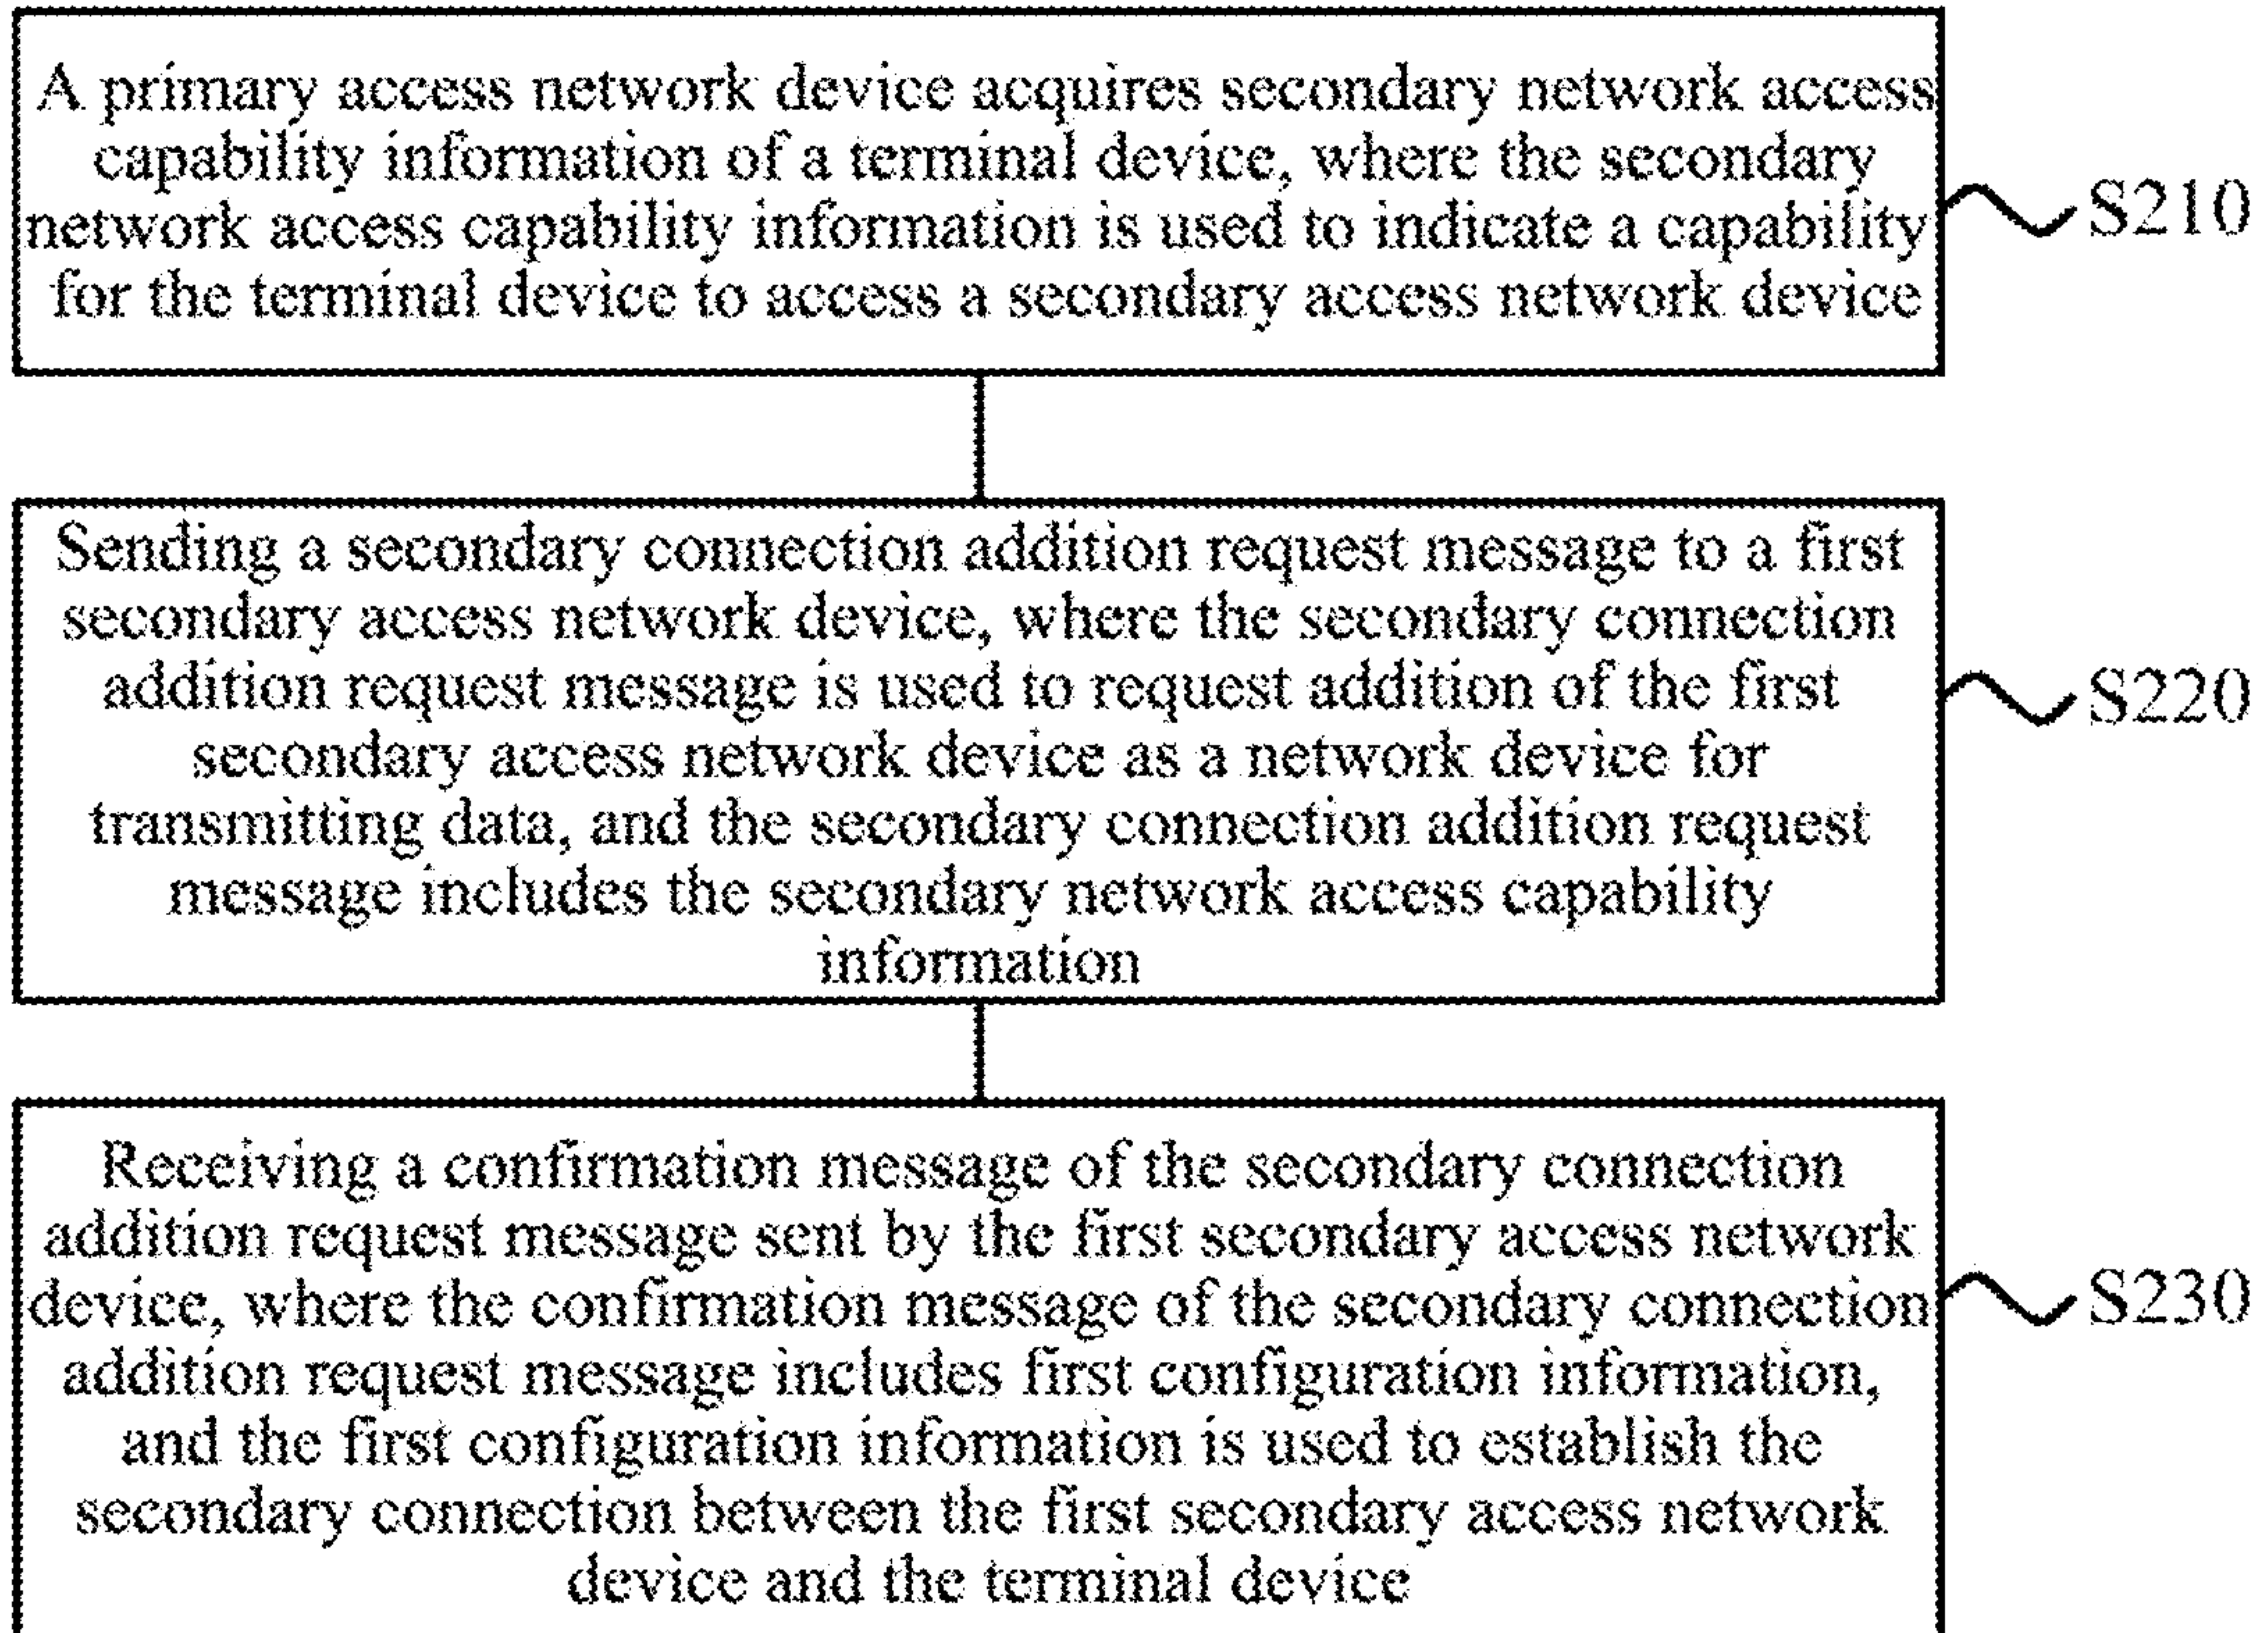 A primary access network device acquires secondary network access
capability information of a terminal device, where the secondary
network access capability information is used to indicate a capability
for the terminal device to access a secondary access network device
S210
Sending a secondary connection addition request message to a first
secondary access network device, where the secondary connection
addition request message is used to request addition of the first
secondary access network device as a network device for
transmitting data, and the secondary connection addition request
message includes the secondary network access capability
information
S220
Receiving a confirmation message of the secondary connection
addition request message sent by the first secondary access network
device, where the confirmation message of the secondary connection
addition request message includes first configuration information,
and the first configuration information is used to establish the
secondary connection between the first secondary access network
device and the terminal device
S230